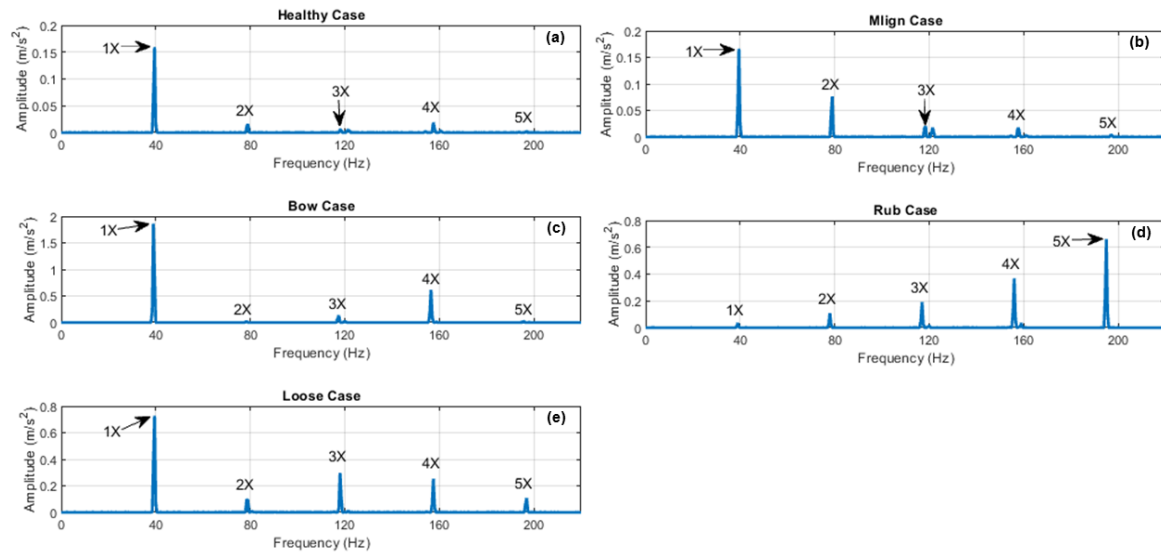 Healthy Case
(a)
Amplitude (m/s²)
0.2
0.15
0.1
0.05
0
1X
2X
3X
4X
5X
0 40 80 120 160 200
Frequency (Hz)
Mlign Case
(b)
Amplitude (m/s²)
0.2
0.15
0.1
0.05
0
1X
2X
3X
4X
5X
0 40 80 120 160 200
Frequency (Hz)
Bow Case
(c)
Amplitude (m/s²)
2
1.5
1
0.5
0
1X
2X
3X
4X
5X
0 40 80 120 160 200
Frequency (Hz)
Rub Case
(d)
Amplitude (m/s²)
0.8
0.6
0.4
0.2
0
1X
2X
3X
4X
5X
0 40 80 120 160 200
Frequency (Hz)
Loose Case
(e)
Amplitude (m/s²)
0.8
0.6
0.4
0.2
0
1X
2X
3X
4X
5X
0 40 80 120 160 200
Frequency (Hz)